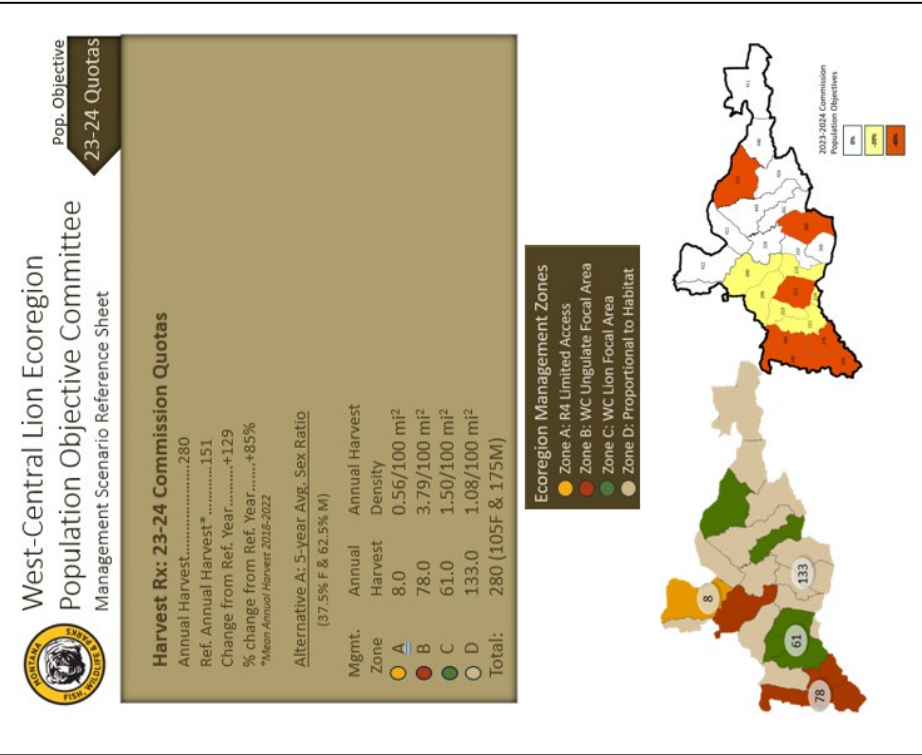 West-Central Lion Ecoregion
Population Objective Committee
Management Scenario Reference Sheet
Pop. Objective
23-24 Quotas
MONTANA
FISH, WILDLIFE & PARKS
Harvest Rx: 23-24 Commission Quotas
Annual Harvest.................280
Ref. Annual Harvest*............151
Change from Ref. Year.........+129
% change from Ref. Year.......+85%
*Mean Annual Harvest 2018-2022
Alternative A: 5-year Avg. Sex Ratio
(37.5% F & 62.5% M)
Mgmt. Annual Annual Harvest
Zone Harvest Density
A 8.0 0.56/100 mi²
B 78.0 3.79/100 mi²
C 61.0 1.50/100 mi²
D 133.0 1.08/100 mi²
Total: 280 (105F & 175M)
Ecoregion Management Zones
Zone A: R4 Limited Access
Zone B: WC Ungulate Focal Area
Zone C: WC Lion Focal Area
Zone D: Proportional to Habitat
78
61
8
133
2023-2024 Commission
Population Objectives
0%
-20%
-40%